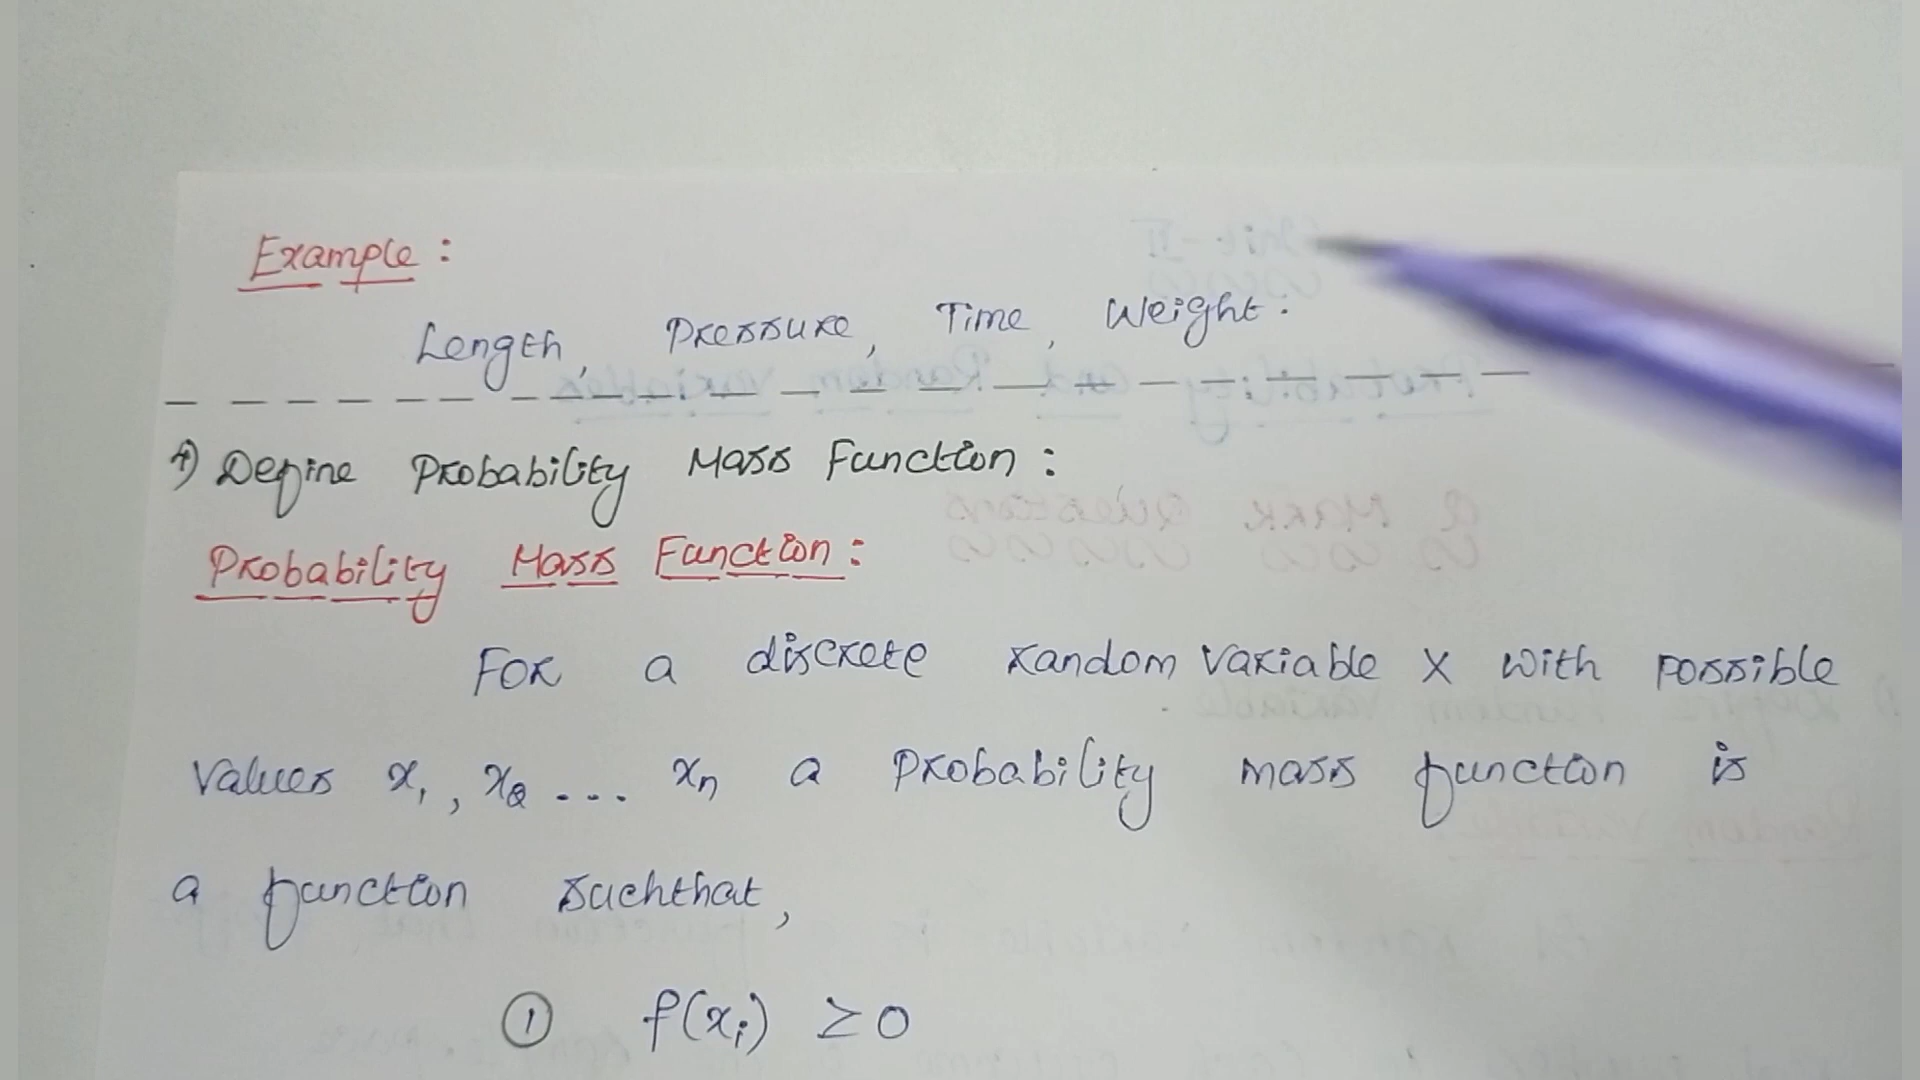 Example :
Length, Pressure, Time, Weight.
4) Define Probability Mass Function :
Probability Mass Function :
For a discrete random variable X with possible
values x₁, x₂ ... xₙ a probability mass function is
a function suchthat,
① f(xᵢ) ≥ 0